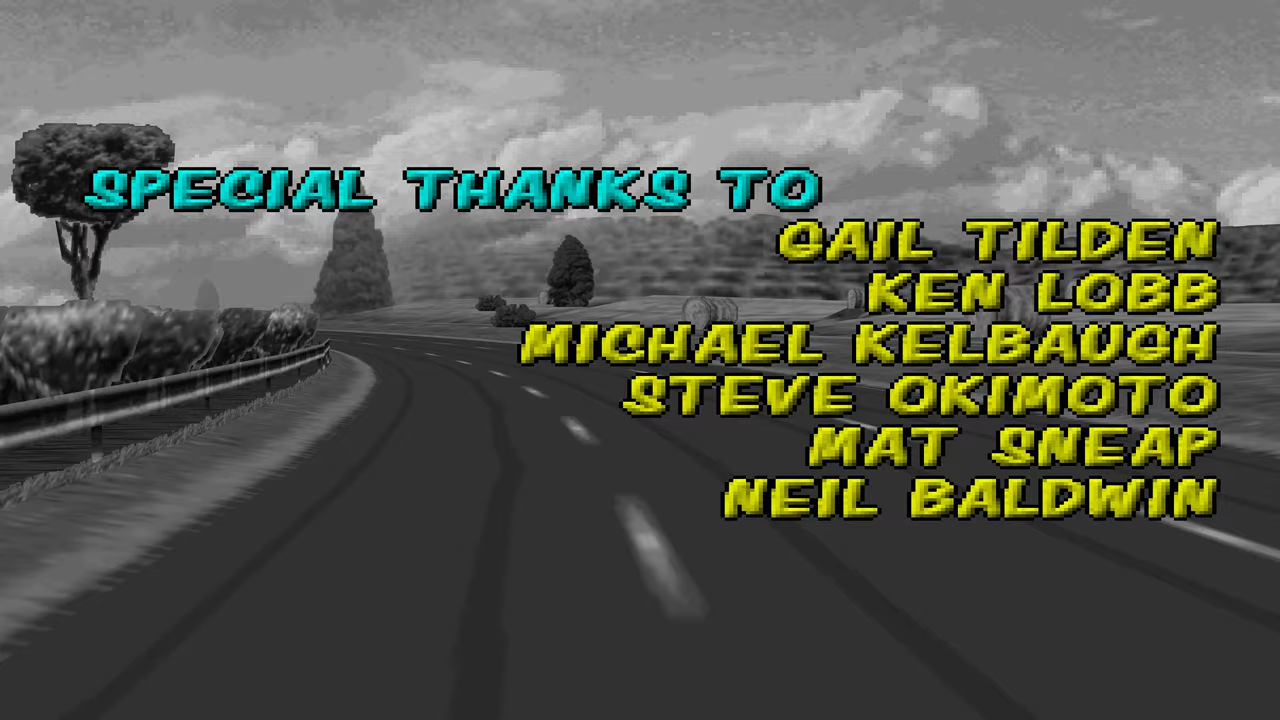 SPECIAL THANKS TO
GAIL TILDEN
KEN LOBB
MICHAEL KELBAUGH
STEVE OKIMOTO
MAT SNEAP
NEIL BALDWIN